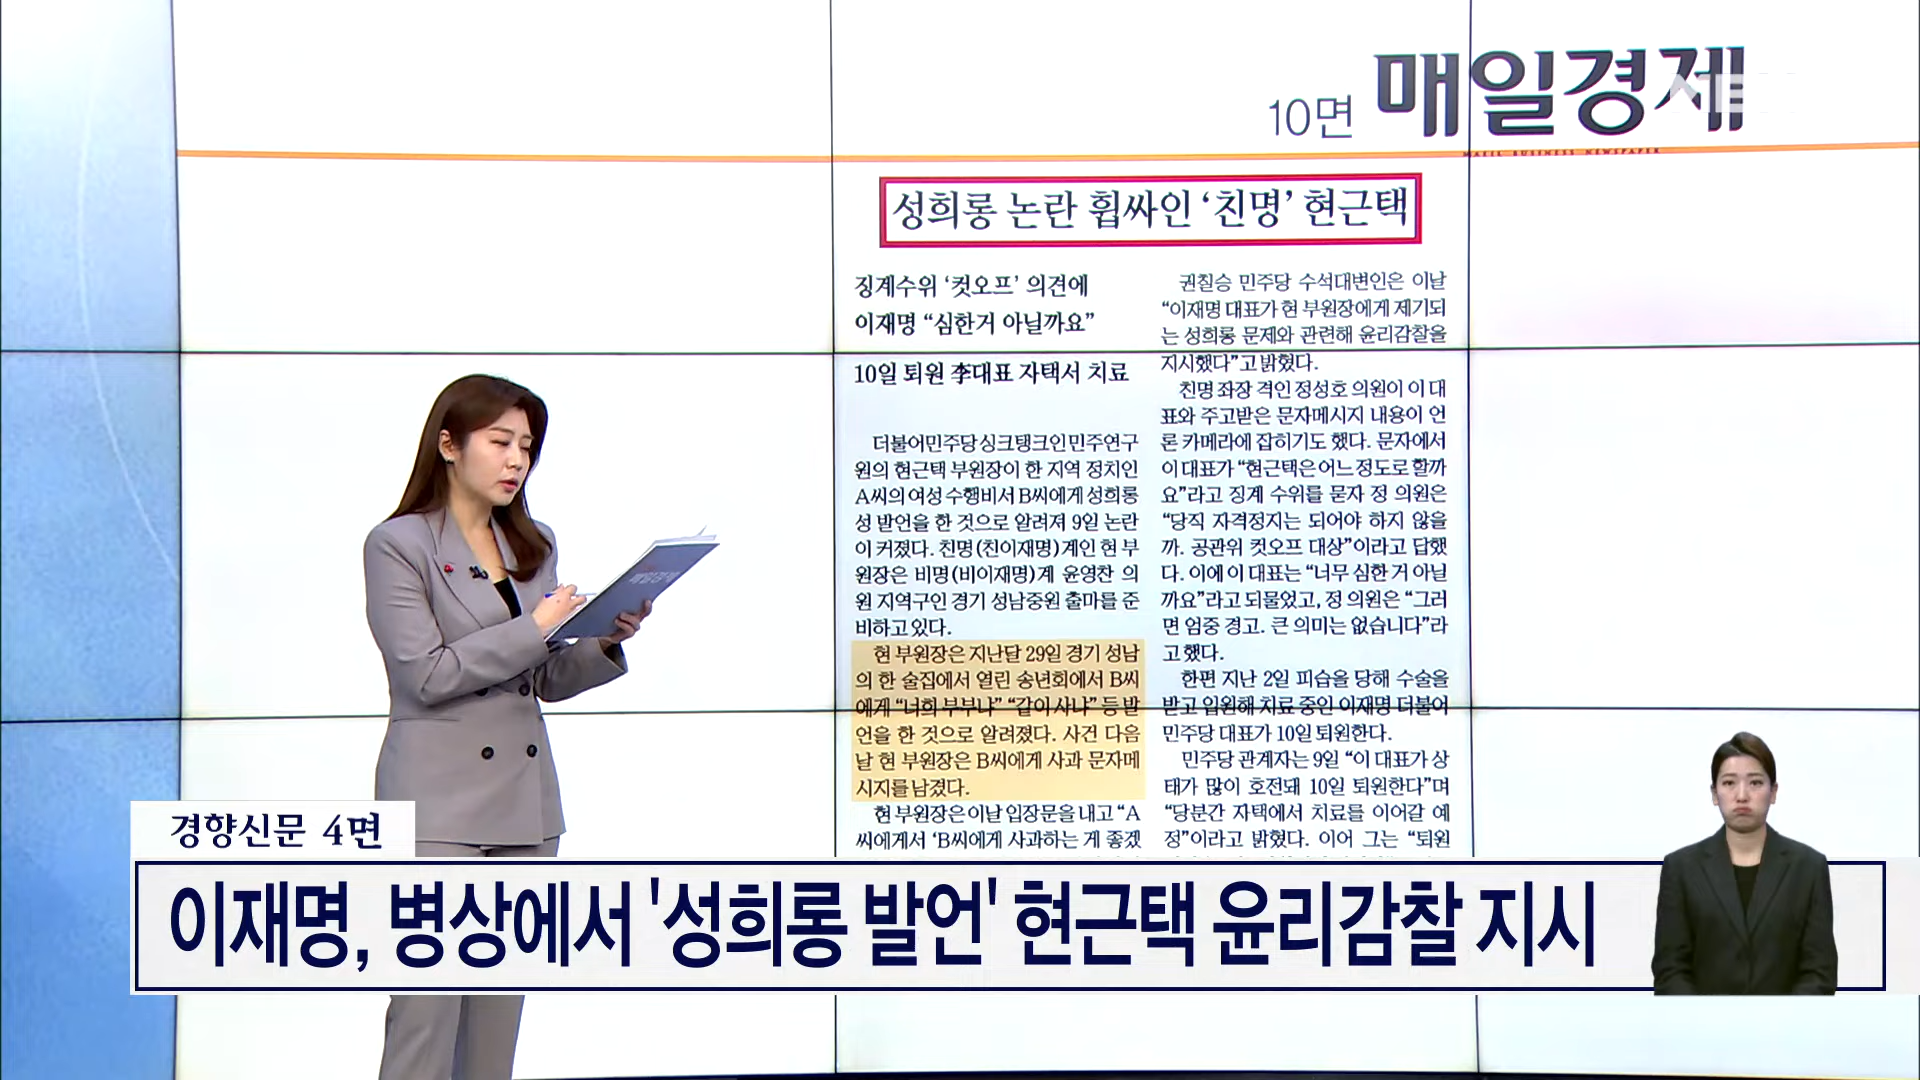 10면 매일경제
MAEIL BUSINESS NEWSPAPER
성희롱 논란 휩싸인 ‘친명’ 현근택
징계수위 ‘컷오프’ 의견에
이재명 “심한거 아닐까요”
10일 퇴원 李대표 자택서 치료
더불어민주당 싱크탱크인 민주연구
원의 현근택 부원장이 한 지역 정치인
A씨의 여성 수행비서 B씨에게 성희롱
성 발언을 한 것으로 알려져 9일 논란
이 커졌다. 친명(친이재명)계인 현 부
원장은 비명(비이재명)계 윤영찬 의
원 지역구인 경기 성남중원 출마를 준
비하고 있다.
현 부원장은 지난달 29일 경기 성남
의 한 술집에서 열린 송년회에서 B씨
에게 “너희 부부냐” “같이 사냐” 등 발
언을 한 것으로 알려졌다. 사건 다음
날 현 부원장은 B씨에게 사과 문자메
시지를 남겼다.
현 부원장은 이날 입장문을 내고 “A
씨에게서 ‘B씨에게 사과하는 게 좋겠
권칠승 민주당 수석대변인은 이날
“이재명 대표가 현 부원장에게 제기되
는 성희롱 문제와 관련해 윤리감찰을
지시했다”고 밝혔다.
친명 좌장 격인 정성호 의원이 이 대
표와 주고받은 문자메시지 내용이 언
론 카메라에 잡히기도 했다. 문자에서
이 대표가 “현근택은 어느 정도로 할까
요”라고 징계 수위를 묻자 정 의원은
“당직 자격정지는 되어야 하지 않을
까. 공관위 컷오프 대상”이라고 답했
다. 이에 이 대표는 “너무 심한 거 아닐
까요”라고 되물었고, 정 의원은 “그러
면 엄중 경고. 큰 의미는 없습니다”라
고 했다.
한편 지난 2일 피습을 당해 수술을
받고 입원해 치료 중인 이재명 더불어
민주당 대표가 10일 퇴원한다.
민주당 관계자는 9일 “이 대표가 상
태가 많이 호전돼 10일 퇴원한다”며
“당분간 자택에서 치료를 이어갈 예
정”이라고 밝혔다. 이어 그는 “퇴원
매일경제
경향신문 4면
이재명, 병상에서 '성희롱 발언' 현근택 윤리감찰 지시